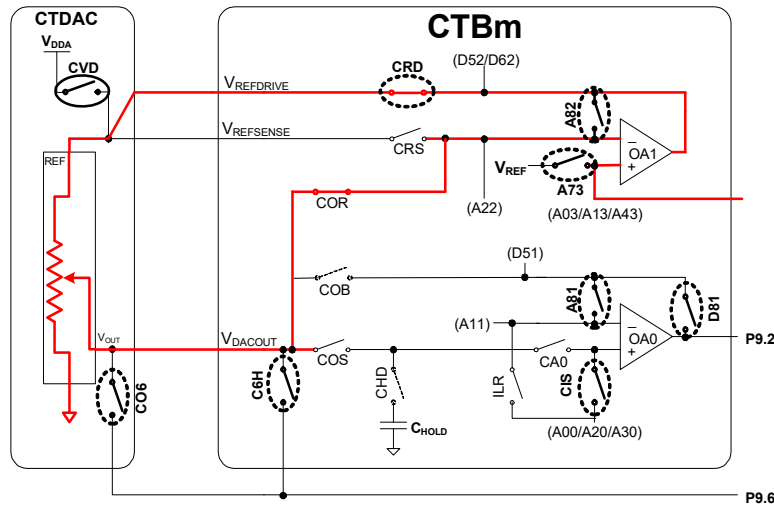 CTDAC
CTBm
VDDA
CVD
VREFDRIVE
CRD
(D52/D62)
A82
VREFSENSE
CRS
OA1
−
+
REF
VREF
A73
COR
(A22)
(A03/A13/A43)
(D51)
COB
A81
D81
(A11)
−
+
OA0
VOUT
VDACOUT
COS
CA0
P9.2
CO6
C6H
CHD
ILR
CIS
CHOLD
(A00/A20/A30)
P9.6